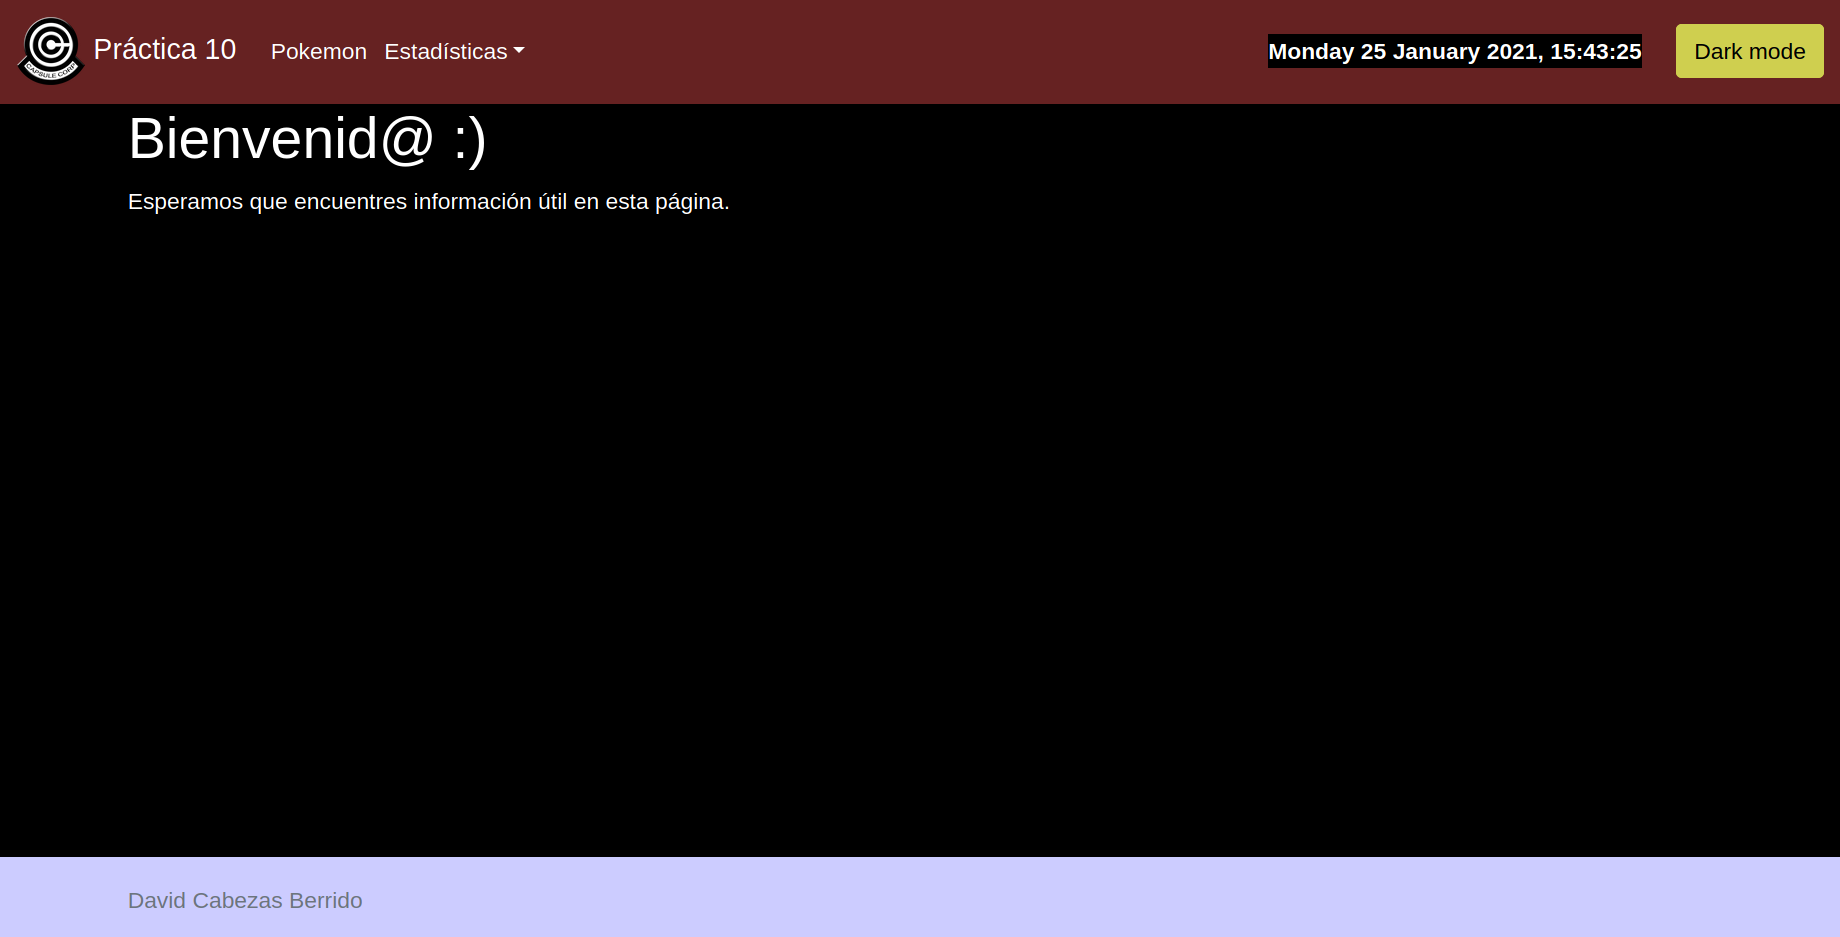 CAPSULE CORP
Práctica 10 Pokemon Estadísticas Monday 25 January 2021, 15:43:25 Dark mode
Bienvenid@ :)
Esperamos que encuentres información útil en esta página.
David Cabezas Berrido